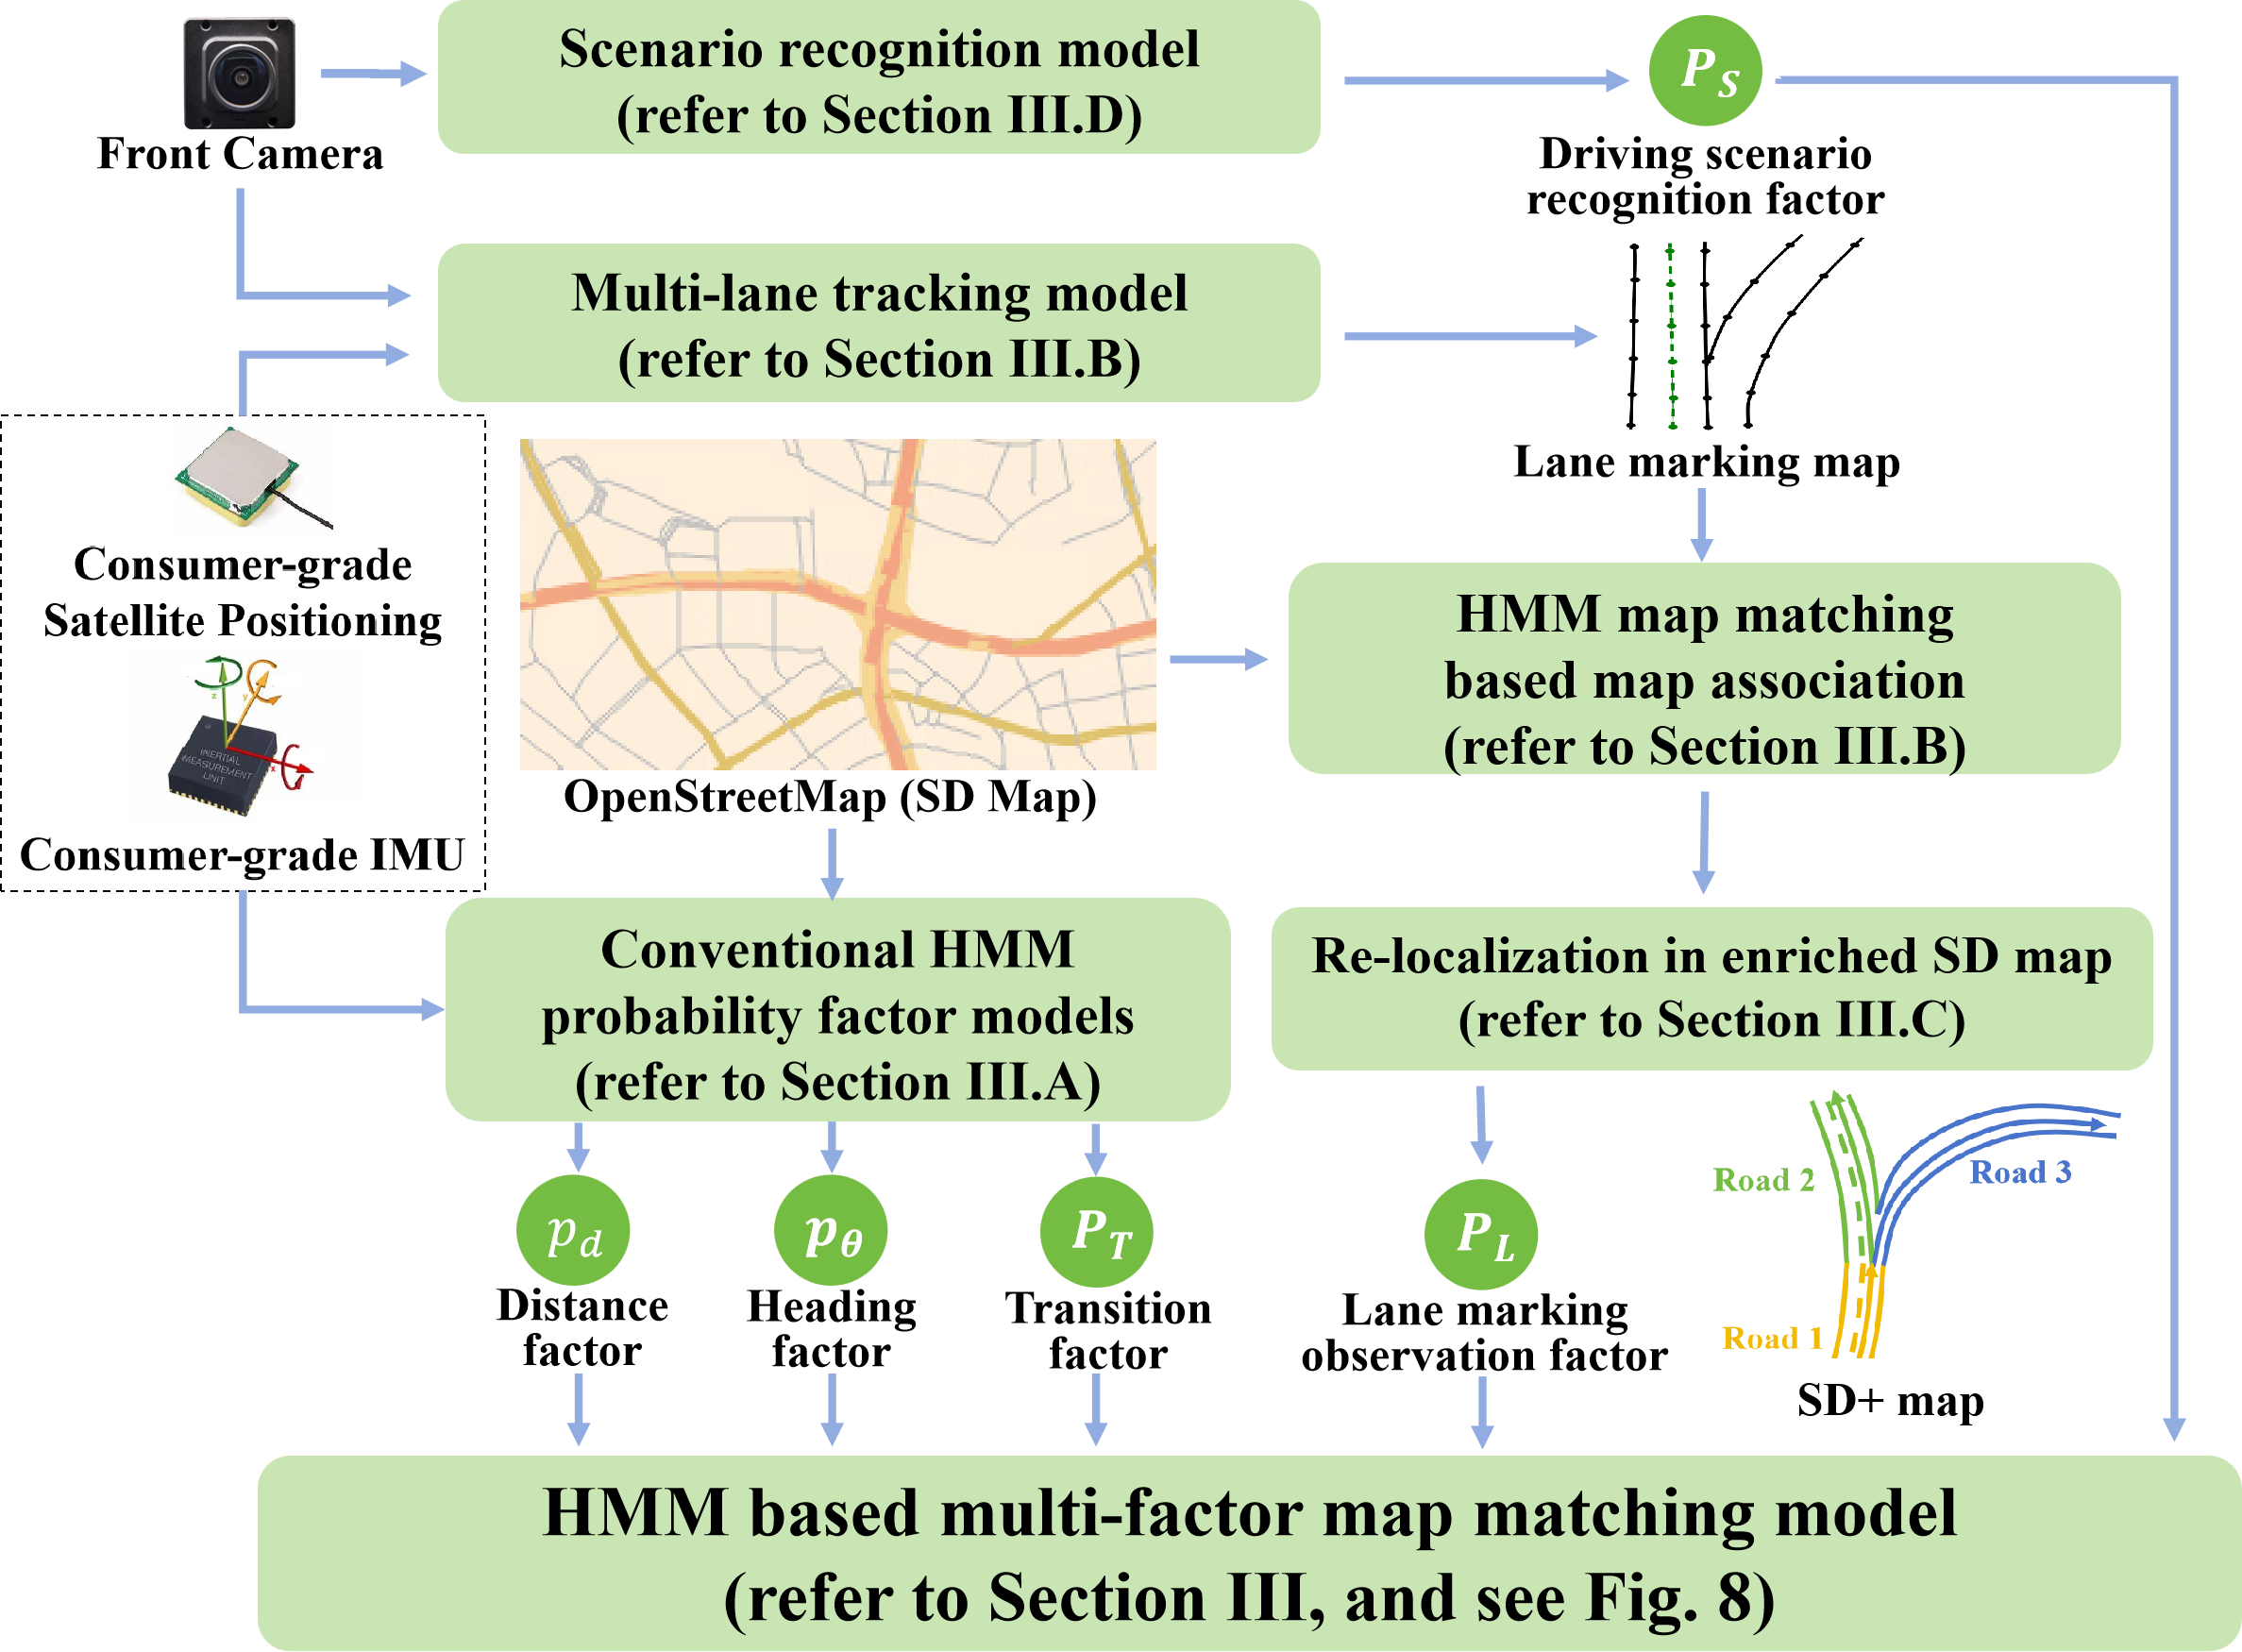 Scenario recognition model
(refer to Section III.D)
P_S
Front Camera
Driving scenario
recognition factor
Multi-lane tracking model
(refer to Section III.B)
Lane marking map
Consumer-grade
Satellite Positioning
z
y
x
INERTIAL
MEASUREMENT
UNIT
Consumer-grade IMU
OpenStreetMap (SD Map)
HMM map matching
based map association
(refer to Section III.B)
Conventional HMM
probability factor models
(refer to Section III.A)
Re-localization in enriched SD map
(refer to Section III.C)
p_d
Distance
factor
p_θ
Heading
factor
P_T
Transition
factor
P_L
Lane marking
observation factor
Road 2
Road 3
Road 1
SD+ map
HMM based multi-factor map matching model
(refer to Section III, and see Fig. 8)